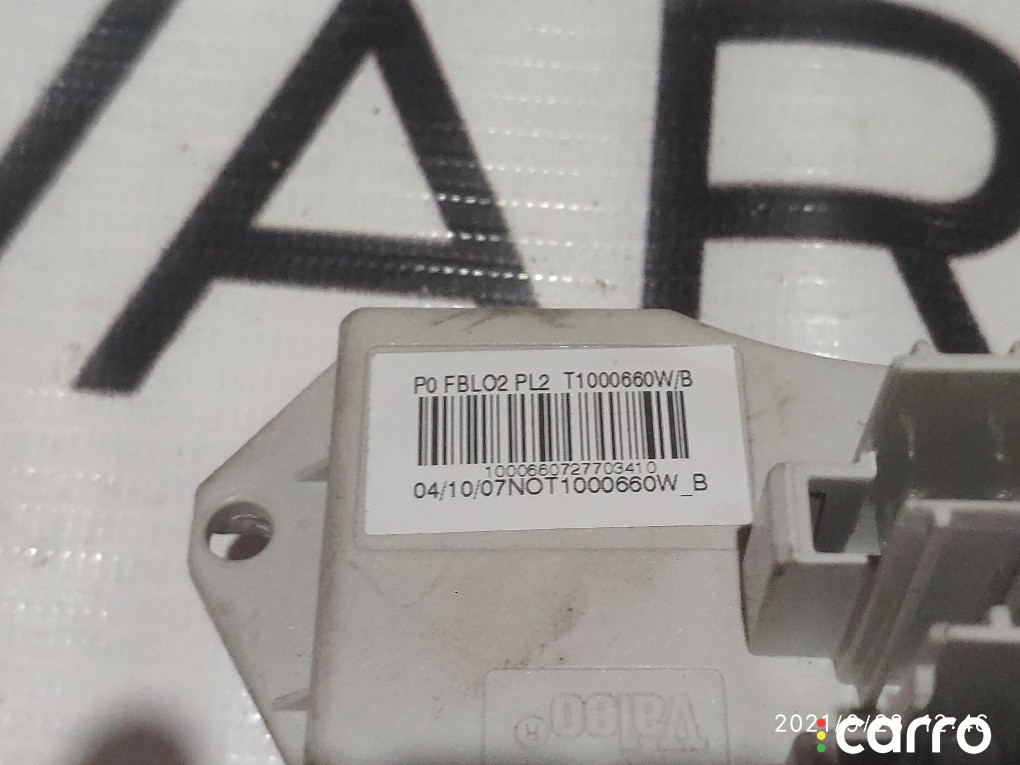 AR
P0 FBLO2 PL2 T1000660W/B
1000660727703410
04/10/07NOT1000660W_B
Valeo®
carro